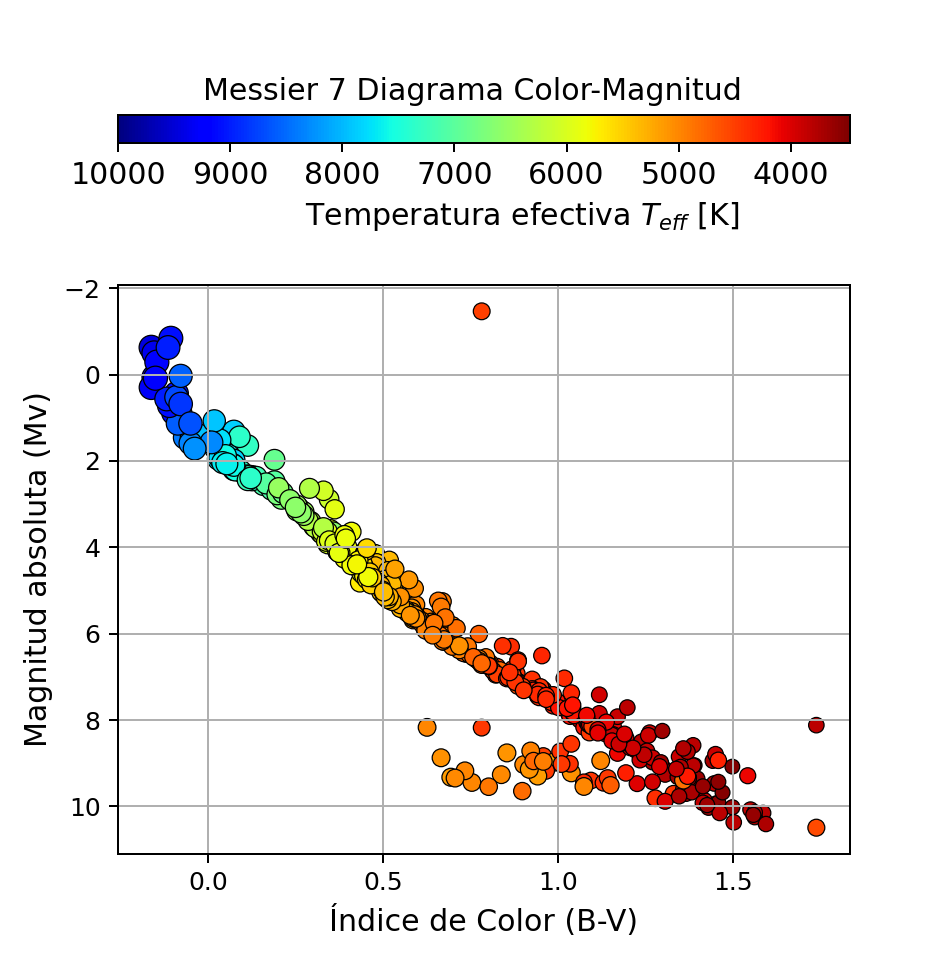 Messier 7 Diagrama Color-Magnitud
10000 9000 8000 7000 6000 5000 4000
Temperatura efectiva T_eff [K]
−2
0
2
4
6
8
10
Magnitud absoluta (Mv)
0.0 0.5 1.0 1.5
Índice de Color (B-V)